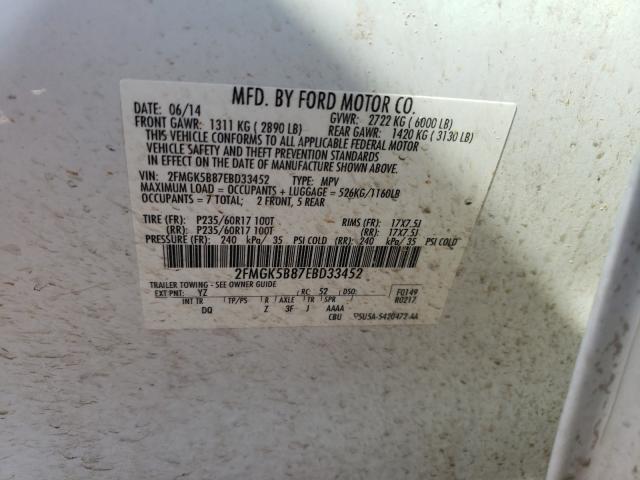 MFD. BY FORD MOTOR CO.
DATE: 06/14 GVWR: 2722 KG ( 6000 LB)
FRONT GAWR: 1311 KG ( 2890 LB) REAR GAWR: 1420 KG ( 3130 LB)
THIS VEHICLE CONFORMS TO ALL APPLICABLE FEDERAL MOTOR
VEHICLE SAFETY AND THEFT PREVENTION STANDARDS
IN EFFECT ON THE DATE OF MANUFACTURE SHOWN ABOVE.
VIN: 2FMGK5B87EBD33452 TYPE: MPV
MAXIMUM LOAD = OCCUPANTS + LUGGAGE = 526KG/1160LB
OCCUPANTS = 7 TOTAL; 2 FRONT, 5 REAR
TIRE (FR): P235/60R17 100T RIMS (FR): 17X7.5J
(RR): P235/60R17 100T (RR): 17X7.5J
PRESSURE (FR): 240 kPa/ 35 PSI COLD (RR): 240 kPa/ 35 PSI COLD
2FMGK5B87EBD33452
TRAILER TOWING - SEE OWNER GUIDE
EXT PNT: YZ RC: 52 DSO: F0149
INT TR TP/PS R AXLE TR SPR R0217
DQ Z 3F J AAAA
CBU P5U5A-5420472-AA